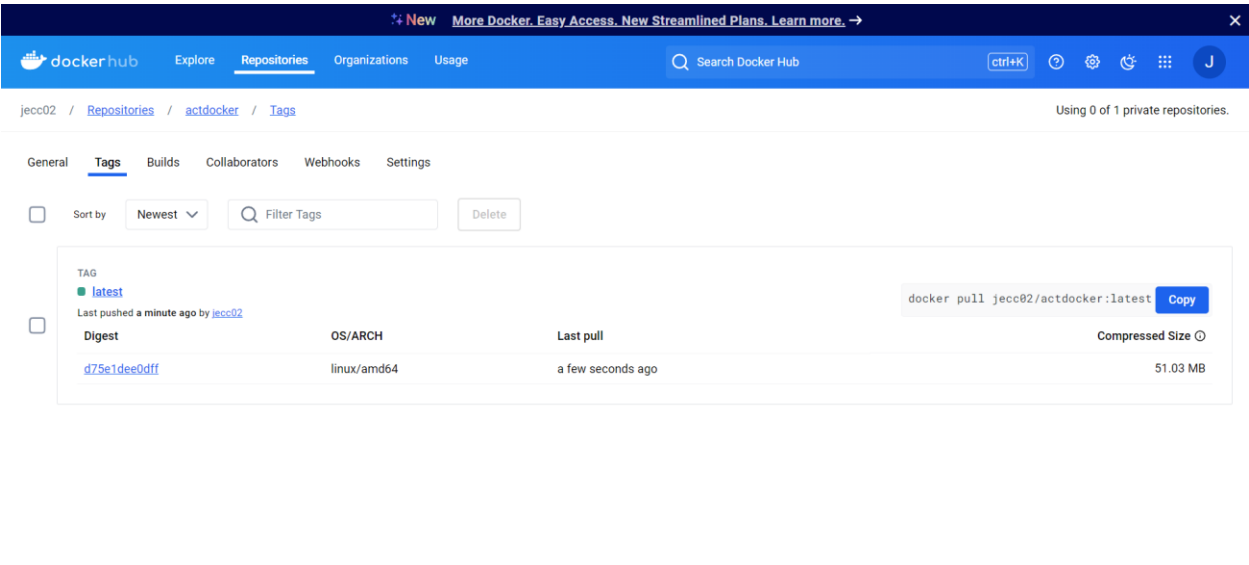 New More Docker. Easy Access. New Streamlined Plans. Learn more. → ×
docker hub Explore Repositories Organizations Usage Search Docker Hub ctrl+K J
jecc02 / Repositories / actdocker / Tags Using 0 of 1 private repositories.
General Tags Builds Collaborators Webhooks Settings
Sort by Newest Filter Tags Delete
TAG
latest
docker pull jecc02/actdocker:latest Copy
Last pushed a minute ago by jecc02
Digest OS/ARCH Last pull Compressed Size
d75e1dee0dff linux/amd64 a few seconds ago 51.03 MB